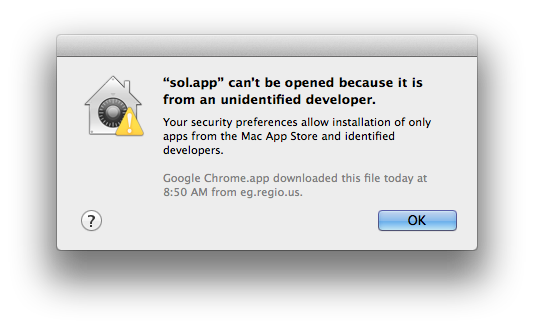 “sol.app” can't be opened because it is
from an unidentified developer.
Your security preferences allow installation of only
apps from the Mac App Store and identified
developers.
Google Chrome.app downloaded this file today at
8:50 AM from eg.regio.us.
?
OK